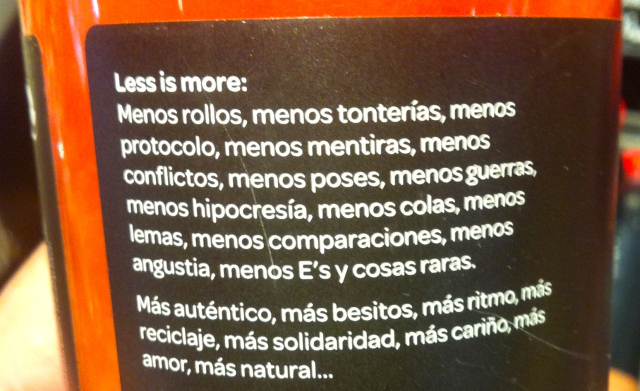 Less is more:
Menos rollos, menos tonterías, menos
protocolo, menos mentiras, menos
conflictos, menos poses, menos guerras,
menos hipocresía, menos colas, menos
lemas, menos comparaciones, menos
angustia, menos E's y cosas raras.
Más auténtico, más besitos, más ritmo, más
reciclaje, más solidaridad, más cariño, más
amor, más natural...